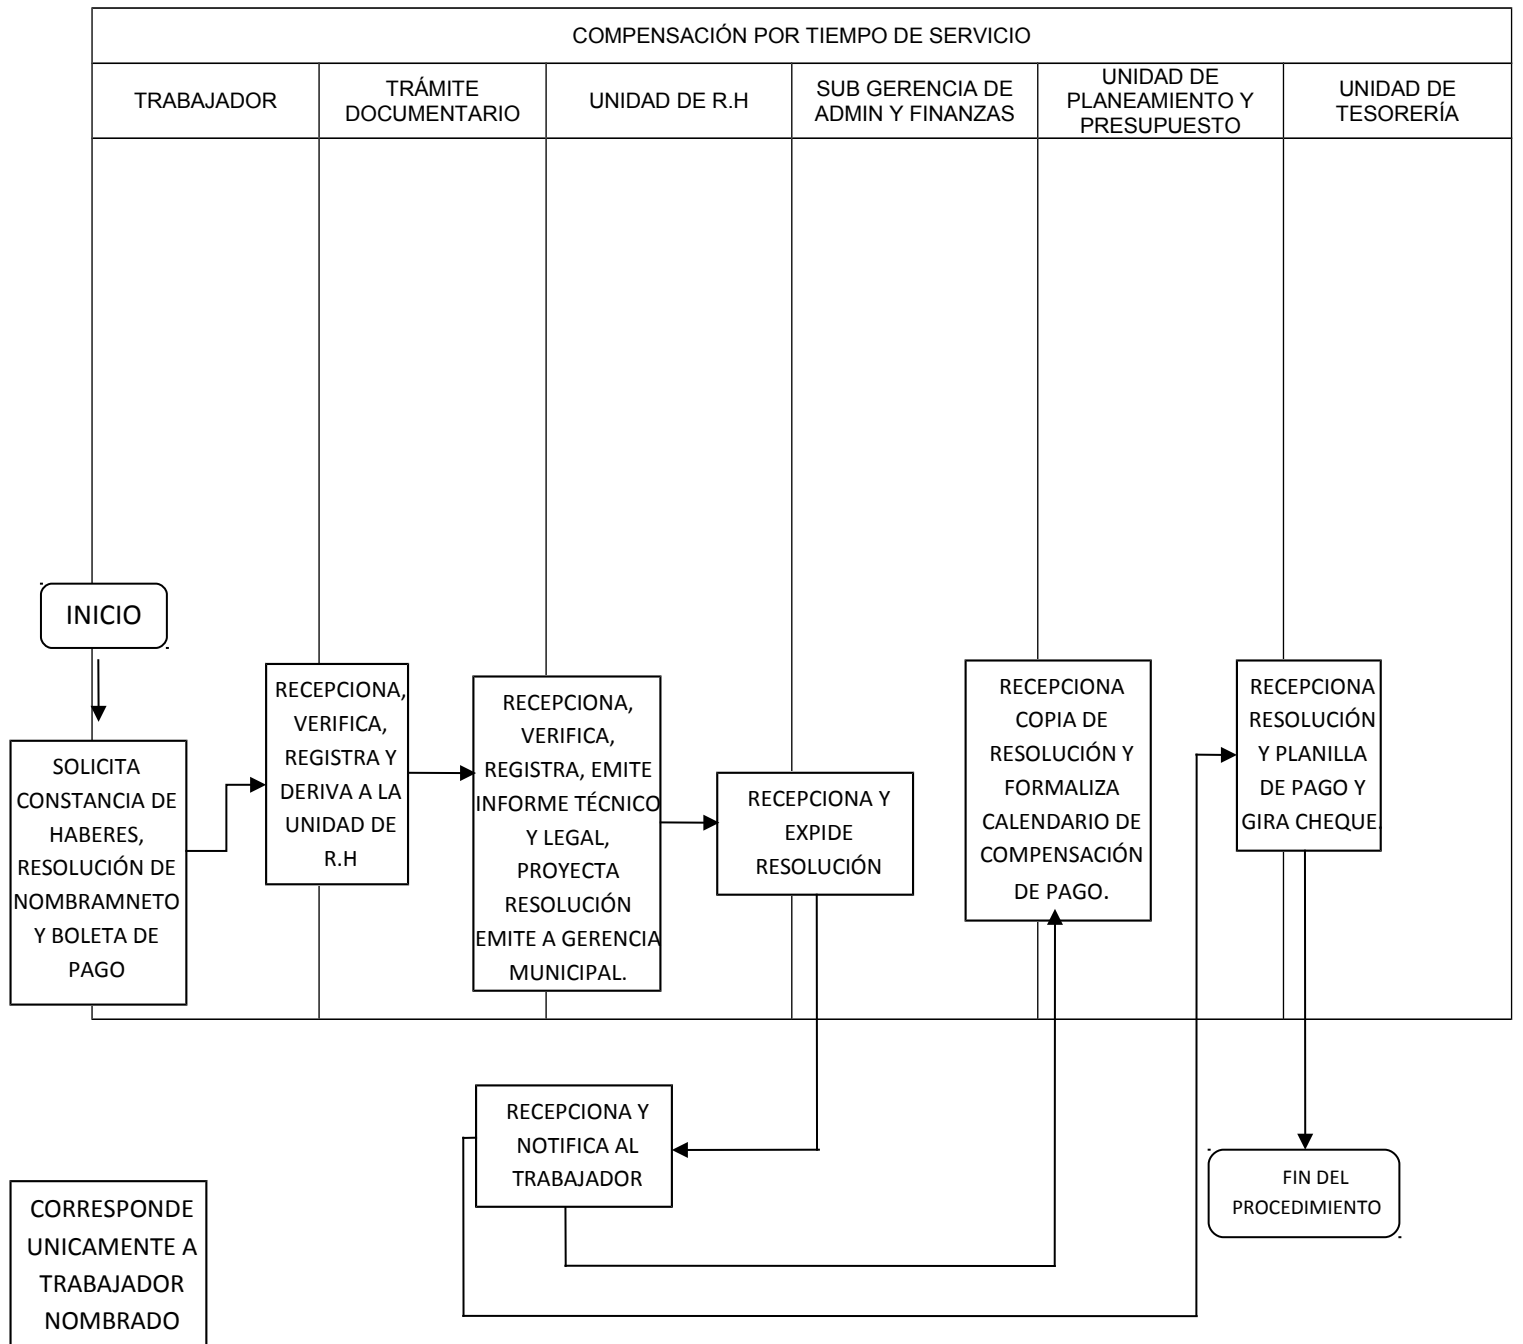 COMPENSACIÓN POR TIEMPO DE SERVICIO
TRABAJADOR
TRÁMITE
DOCUMENTARIO
UNIDAD DE R.H
SUB GERENCIA DE
ADMIN Y FINANZAS
UNIDAD DE
PLANEAMIENTO Y
PRESUPUESTO
UNIDAD DE
TESORERÍA
INICIO
SOLICITA
CONSTANCIA DE
HABERES,
RESOLUCIÓN DE
NOMBRAMNETO
Y BOLETA DE
PAGO
RECEPCIONA,
VERIFICA,
REGISTRA Y
DERIVA A LA
UNIDAD DE
R.H
RECEPCIONA,
VERIFICA,
REGISTRA, EMITE
INFORME TÉCNICO
Y LEGAL,
PROYECTA
RESOLUCIÓN
EMITE A GERENCIA
MUNICIPAL.
RECEPCIONA Y
EXPIDE
RESOLUCIÓN
RECEPCIONA
COPIA DE
RESOLUCIÓN Y
FORMALIZA
CALENDARIO DE
COMPENSACIÓN
DE PAGO.
RECEPCIONA
RESOLUCIÓN
Y PLANILLA
DE PAGO Y
GIRA CHEQUE.
RECEPCIONA Y
NOTIFICA AL
TRABAJADOR
FIN DEL
PROCEDIMIENTO
CORRESPONDE
UNICAMENTE A
TRABAJADOR
NOMBRADO